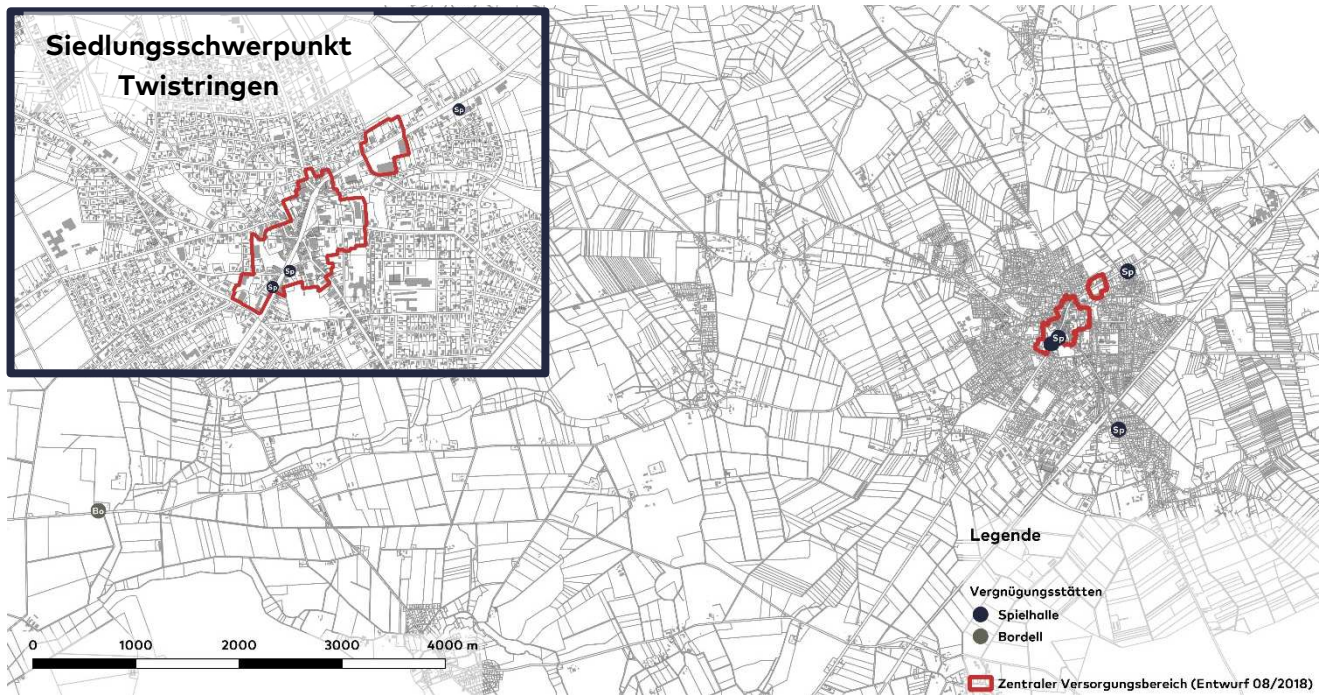 Siedlungsschwerpunkt
Twistringen
Sp
Sp
Sp
Sp
Sp
Sp
Bo
Legende
Vergnügungsstätten
Spielhalle
Bordell
Zentraler Versorgungsbereich (Entwurf 08/2018)
0 1000 2000 3000 4000 m